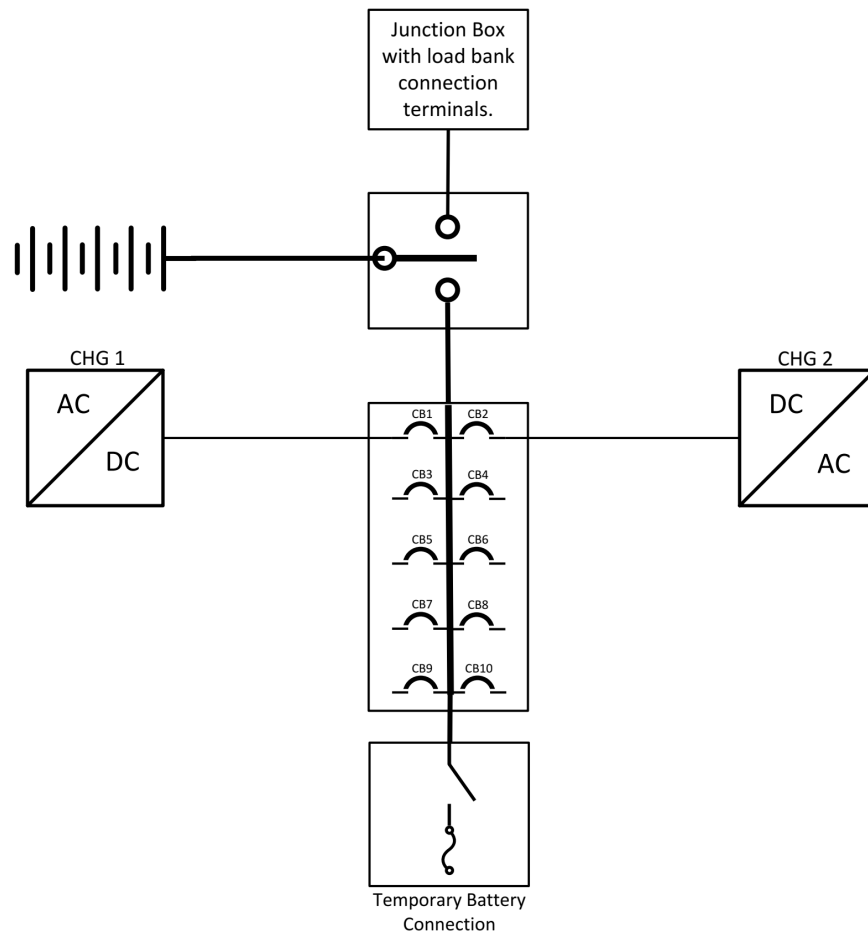 Junction Box
with load bank
connection
terminals.
CHG 1
AC
DC
CHG 2
DC
AC
CB1
CB2
CB3
CB4
CB5
CB6
CB7
CB8
CB9
CB10
Temporary Battery
Connection